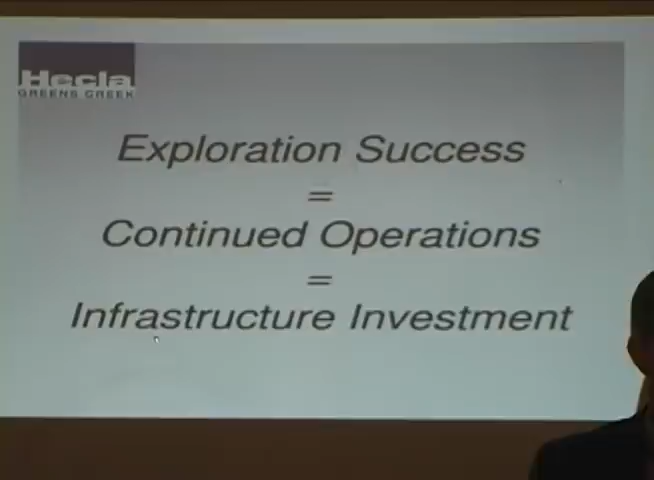 Hecla
GREENS CREEK
Exploration Success
=
Continued Operations
=
Infrastructure Investment